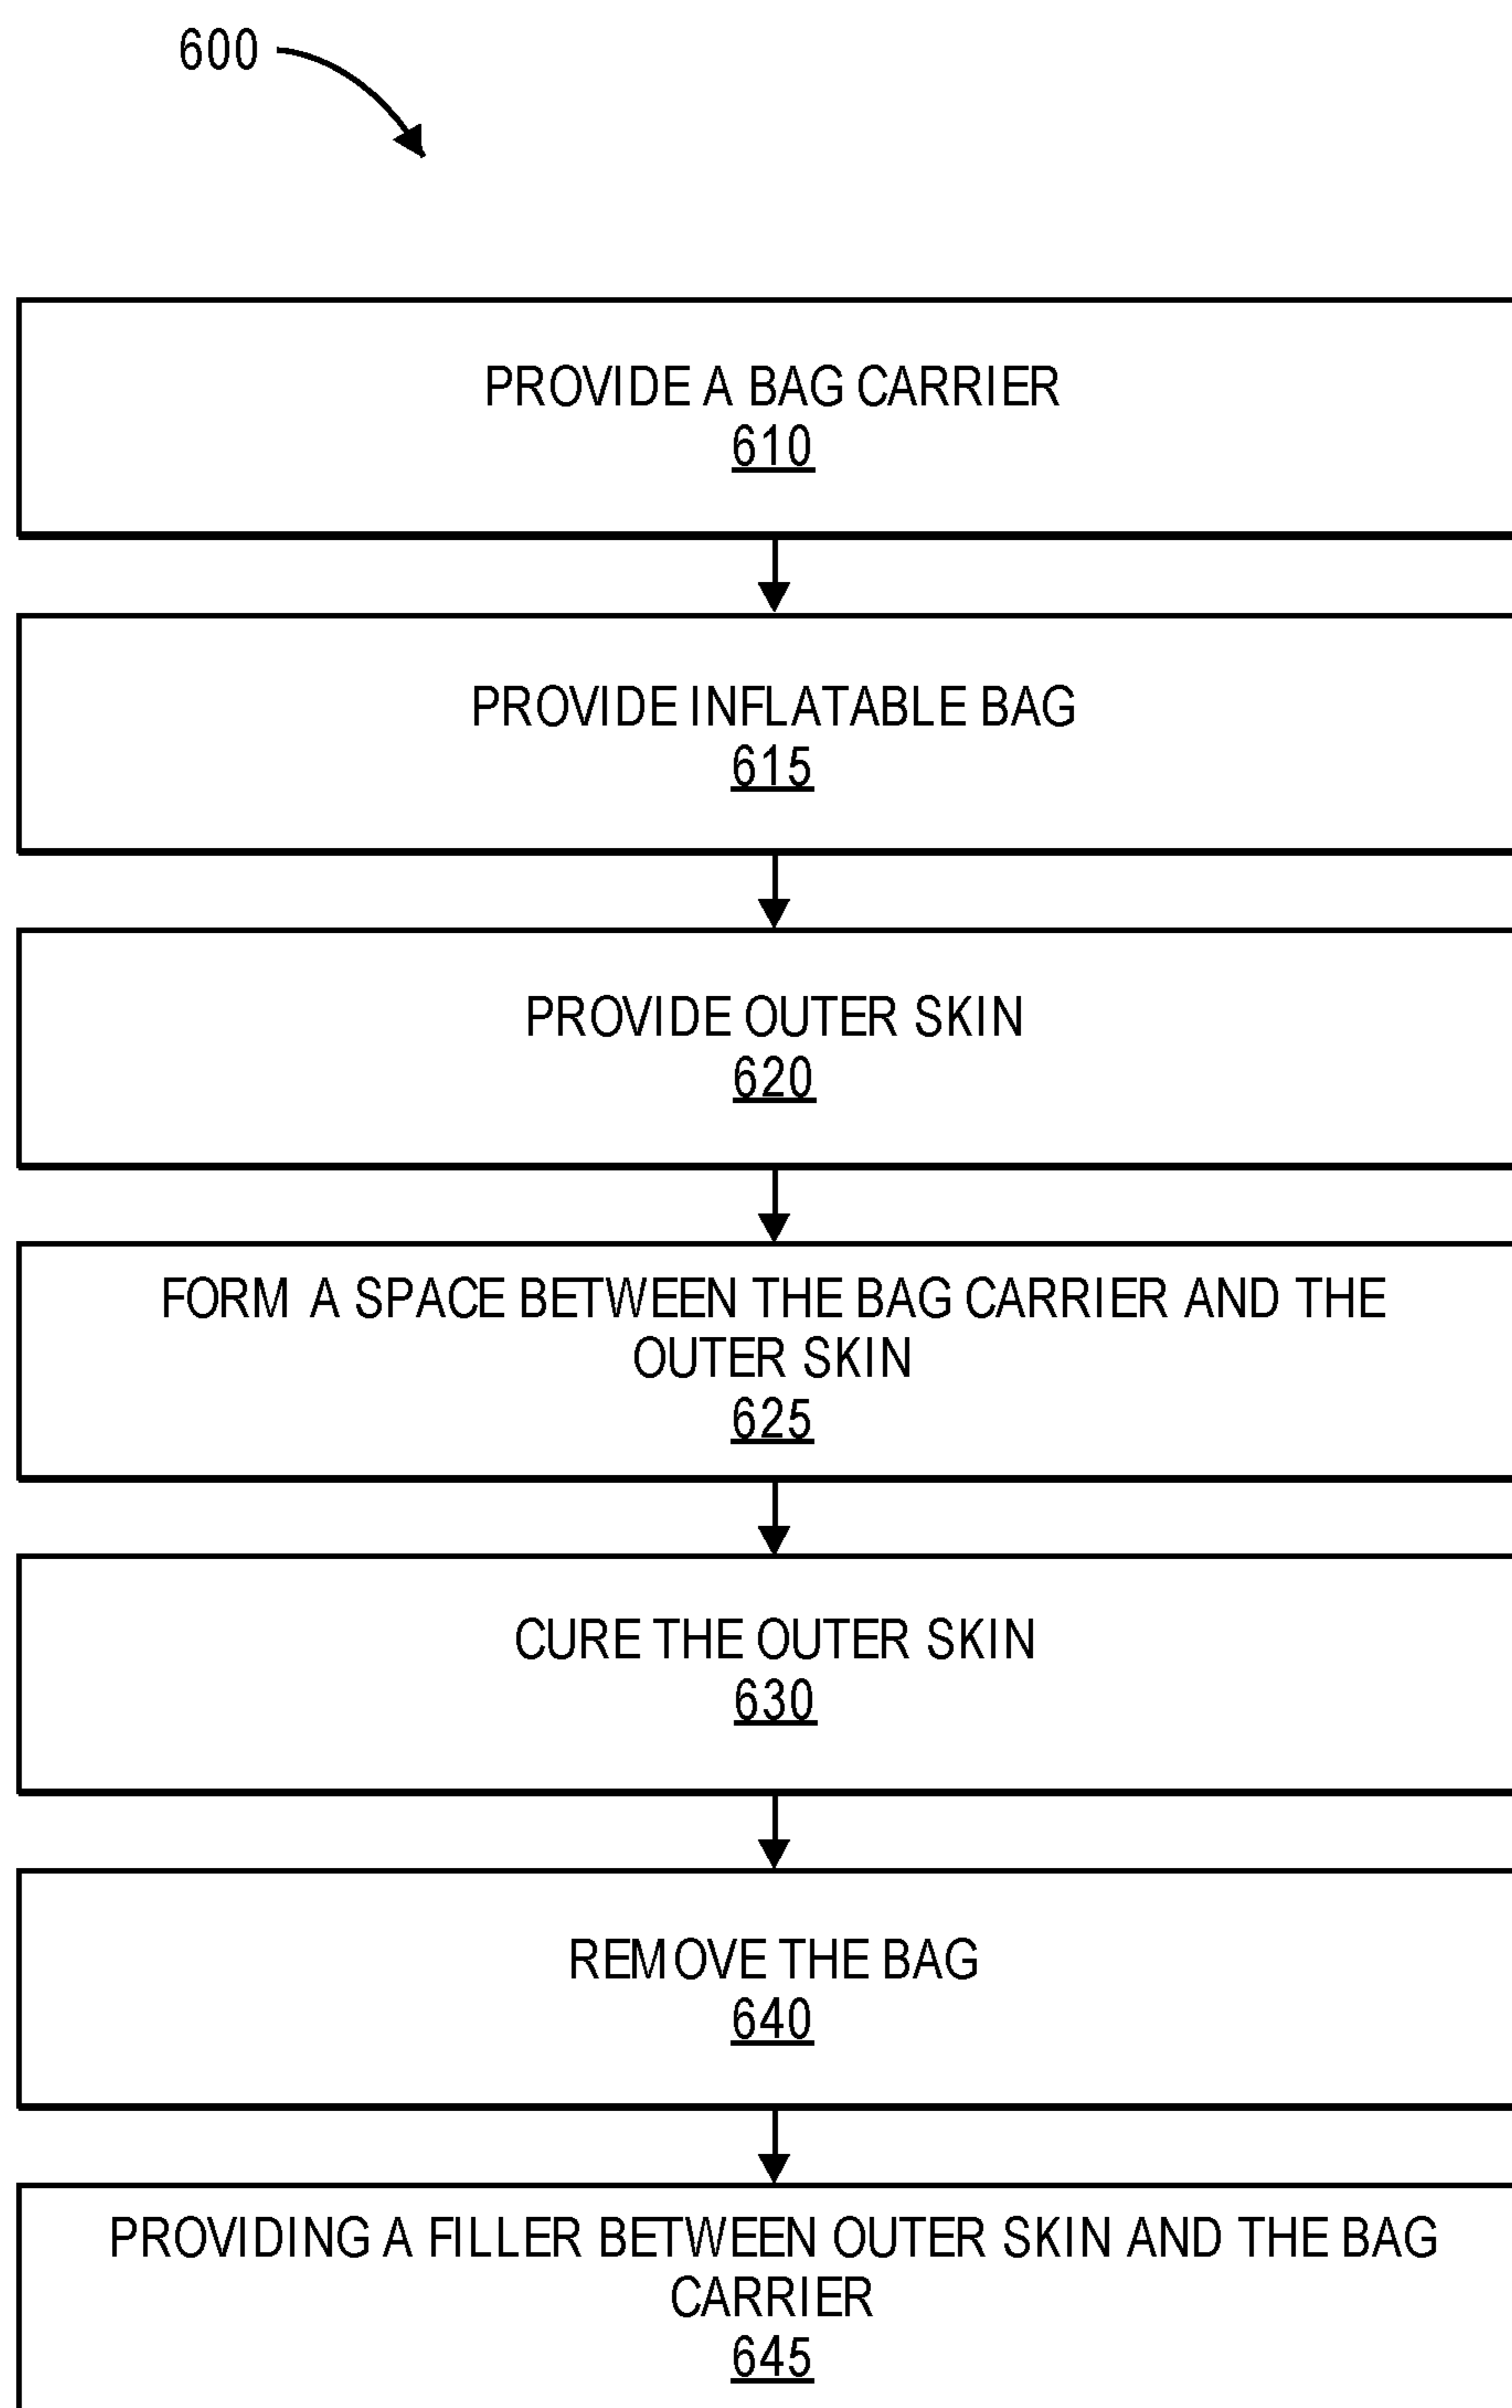 600
PROVIDE A BAG CARRIER
610
PROVIDE INFLATABLE BAG
615
PROVIDE OUTER SKIN
620
FORM A SPACE BETWEEN THE BAG CARRIER AND THE
OUTER SKIN
625
CURE THE OUTER SKIN
630
REMOVE THE BAG
640
PROVIDING A FILLER BETWEEN OUTER SKIN AND THE BAG
CARRIER
645